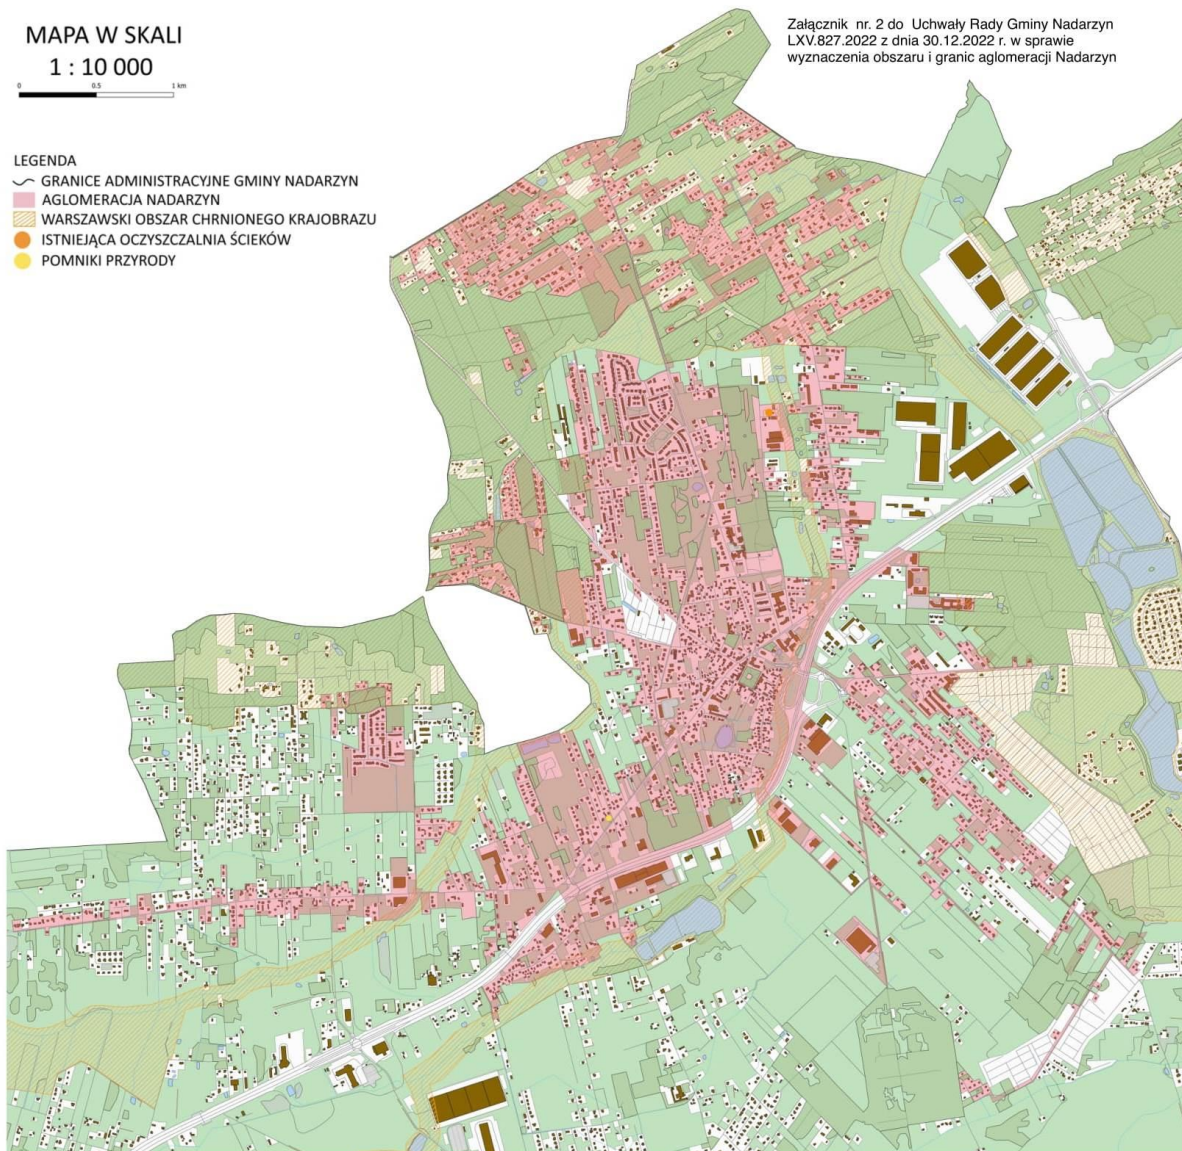 MAPA W SKALI
1 : 10 000
0 0.5 1 km
Załącznik nr. 2 do Uchwały Rady Gminy Nadarzyn
LXV.827.2022 z dnia 30.12.2022 r. w sprawie
wyznaczenia obszaru i granic aglomeracji Nadarzyn
LEGENDA
GRANICE ADMINISTRACYJNE GMINY NADARZYN
AGLOMERACJA NADARZYN
WARSZAWSKI OBSZAR CHRNIONEGO KRAJOBRAZU
ISTNIEJĄCA OCZYSZCZALNIA ŚCIEKÓW
POMNIKI PRZYRODY